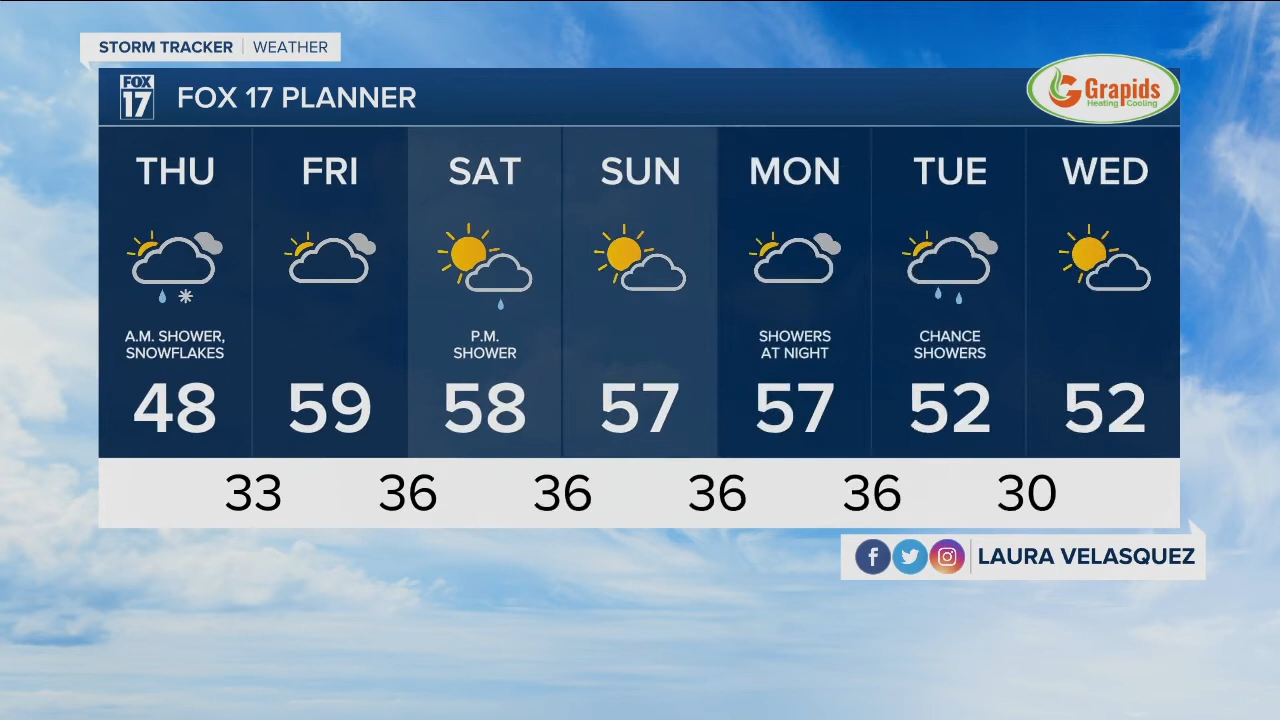 STORM TRACKER | WEATHER
FOX
17
FOX 17 PLANNER
Grapids
Heating Cooling
THU FRI SAT SUN MON TUE WED
A.M. SHOWER, P.M. SHOWERS CHANCE
SNOWFLAKES SHOWER AT NIGHT SHOWERS
48 59 58 57 57 52 52
33 36 36 36 36 30
f LAURA VELASQUEZ